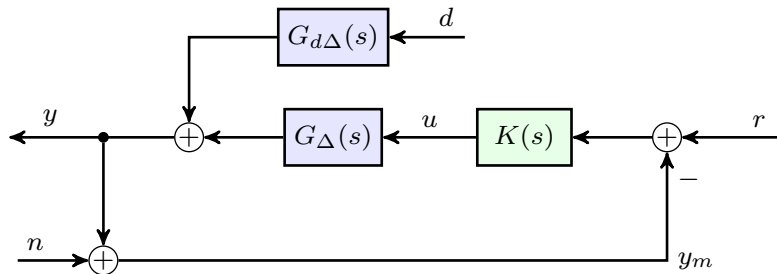 G_{dΔ}(s) d
y + G_Δ(s) u K(s) + r
−
n + y_m